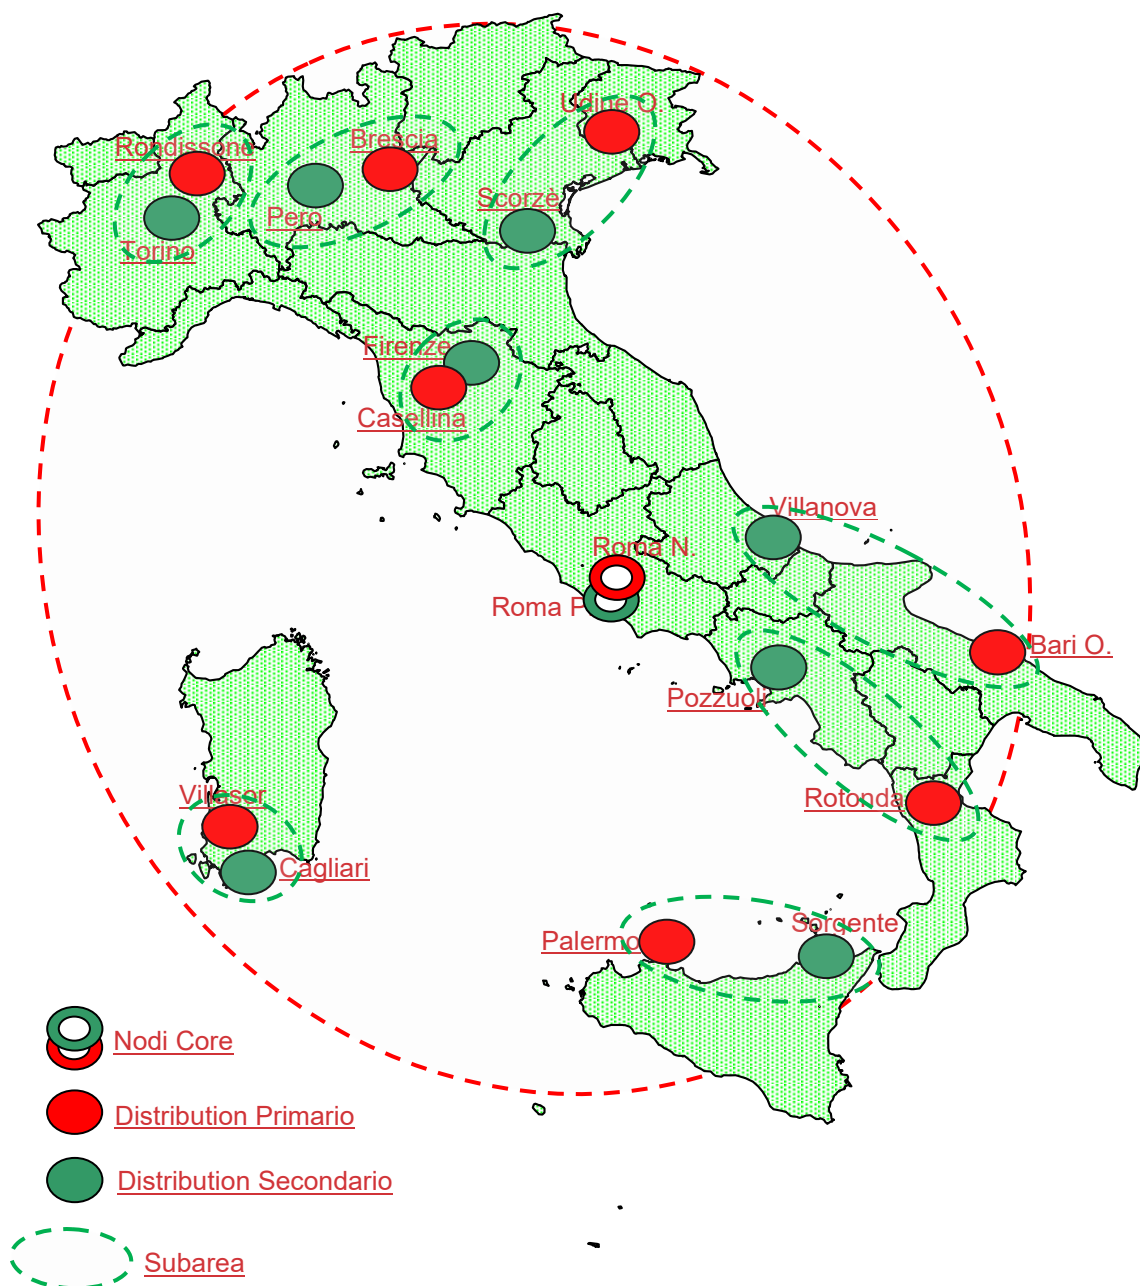 Udine O.
Rondissone
Brescia
Scorzè
Pero
Torino
Firenze
Casellina
Villanova
Roma N.
Roma P
Bari O.
Pozzuoli
Villasor
Rotonda
Cagliari
Sorgente
Palermo
Nodi Core
Distribution Primario
Distribution Secondario
Subarea